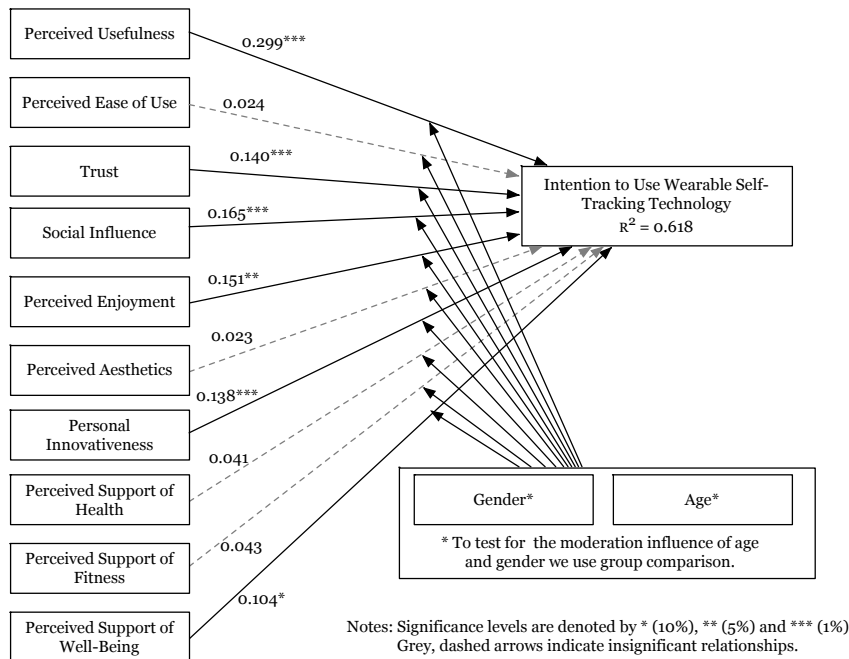 Perceived Usefulness
0.299***
Perceived Ease of Use
0.024
Trust
0.140***
Social Influence
0.165***
Perceived Enjoyment
0.151**
Perceived Aesthetics
0.023
Personal
Innovativeness
0.138***
Perceived Support of
Health
0.041
Perceived Support of
Fitness
0.043
Perceived Support of
Well-Being
0.104*
Intention to Use Wearable Self-
Tracking Technology
R² = 0.618
Gender*
Age*
* To test for the moderation influence of age
and gender we use group comparison.
Notes: Significance levels are denoted by * (10%), ** (5%) and *** (1%)
Grey, dashed arrows indicate insignificant relationships.